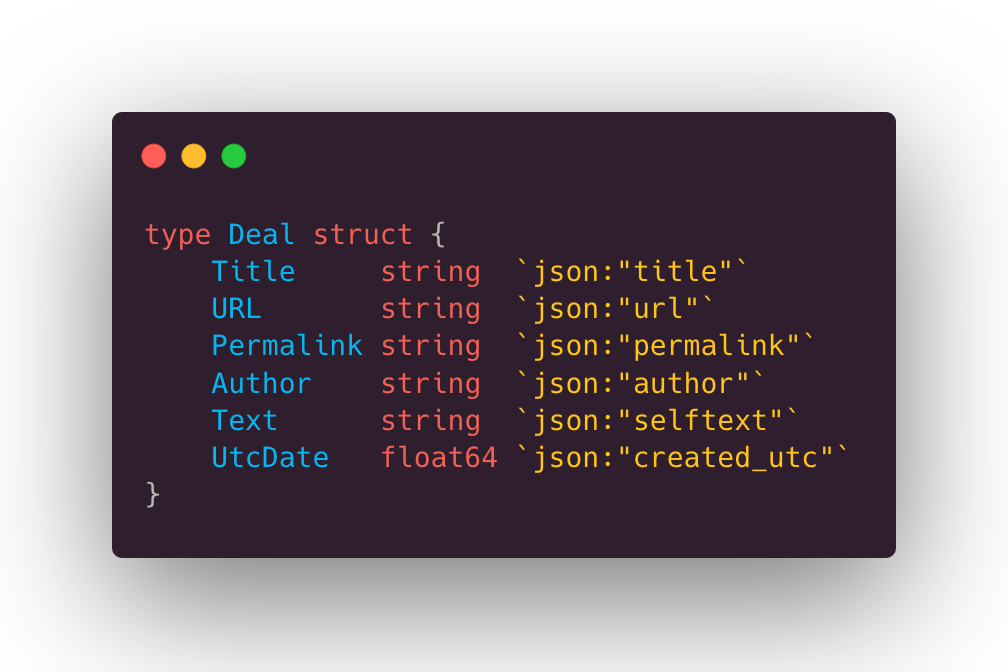 type Deal struct {
    Title     string  `json:"title"`
    URL       string  `json:"url"`
    Permalink string  `json:"permalink"`
    Author    string  `json:"author"`
    Text      string  `json:"selftext"`
    UtcDate   float64 `json:"created_utc"`
}